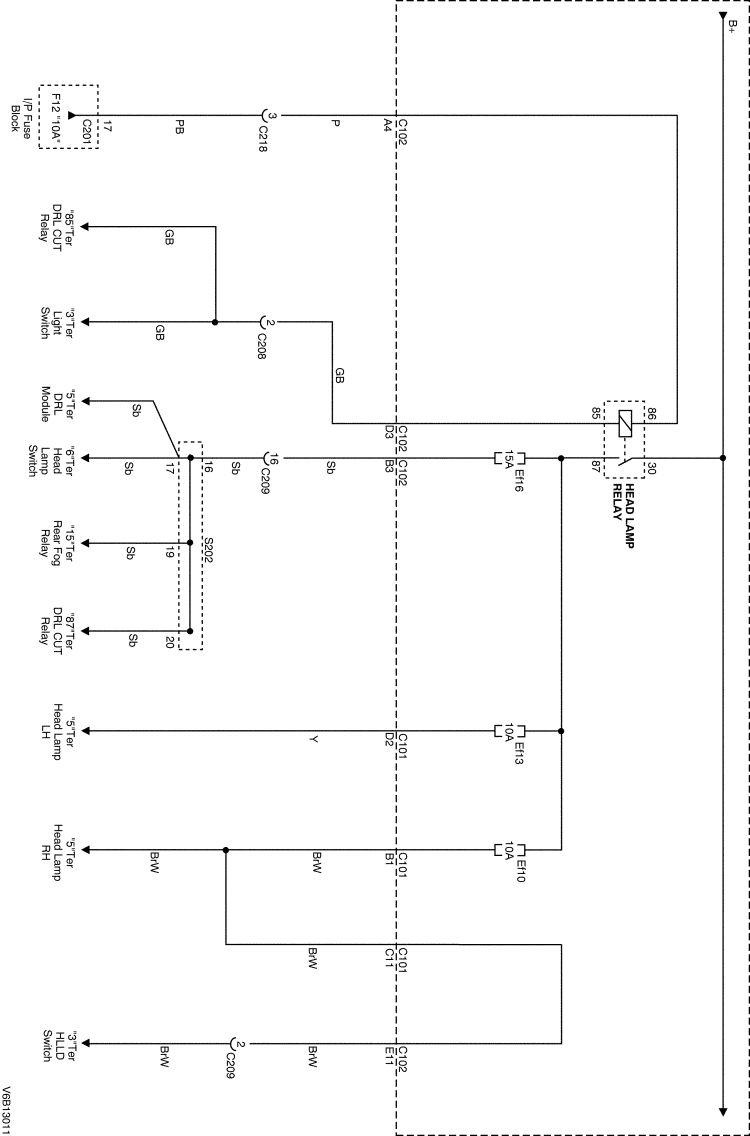 B+
F12 "10A"
C201
17
I/P Fuse
Block
PB
3
C218
P
C102
A4
"85"Ter
DRL CUT
Relay
GB
"3"Ter
Light
Switch
GB
2
C208
GB
C102
D3
85
86
87
30
HEAD LAMP
RELAY
"5"Ter
DRL
Module
Sb
"6"Ter
Head
Lamp
Switch
Sb
17
16
Sb
16
C209
Sb
C102
B3
15A
Ef16
"15"Ter
Rear Fog
Relay
Sb
19
S202
"87"Ter
DRL CUT
Relay
Sb
20
"5"Ter
Head Lamp
LH
Y
C101
D2
10A
Ef13
"5"Ter
Head Lamp
RH
BrW
BrW
C101
B1
10A
Ef10
BrW
C101
C11
"3"Ter
HLLD
Switch
BrW
2
C209
BrW
C102
E11
V6B13011